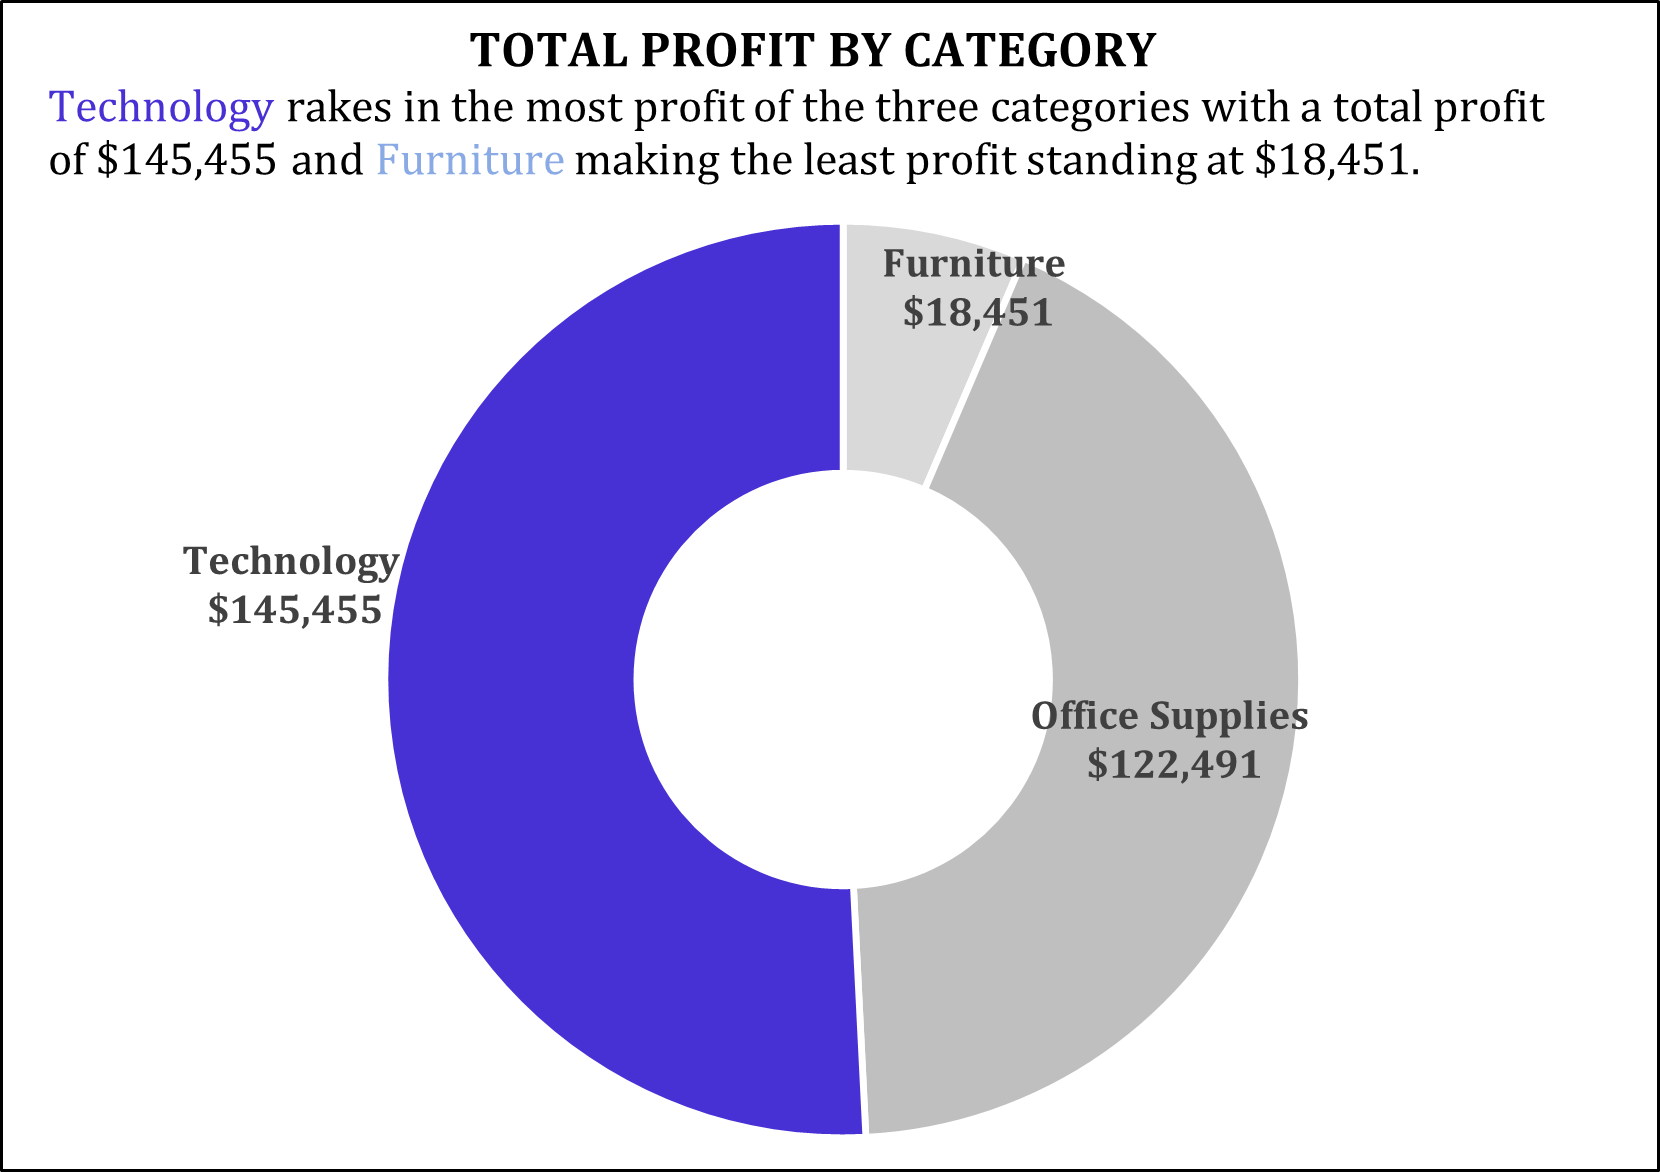 TOTAL PROFIT BY CATEGORY
Technology rakes in the most profit of the three categories with a total profit
of $145,455 and Furniture making the least profit standing at $18,451.
Furniture
$18,451
Technology
$145,455
Office Supplies
$122,491